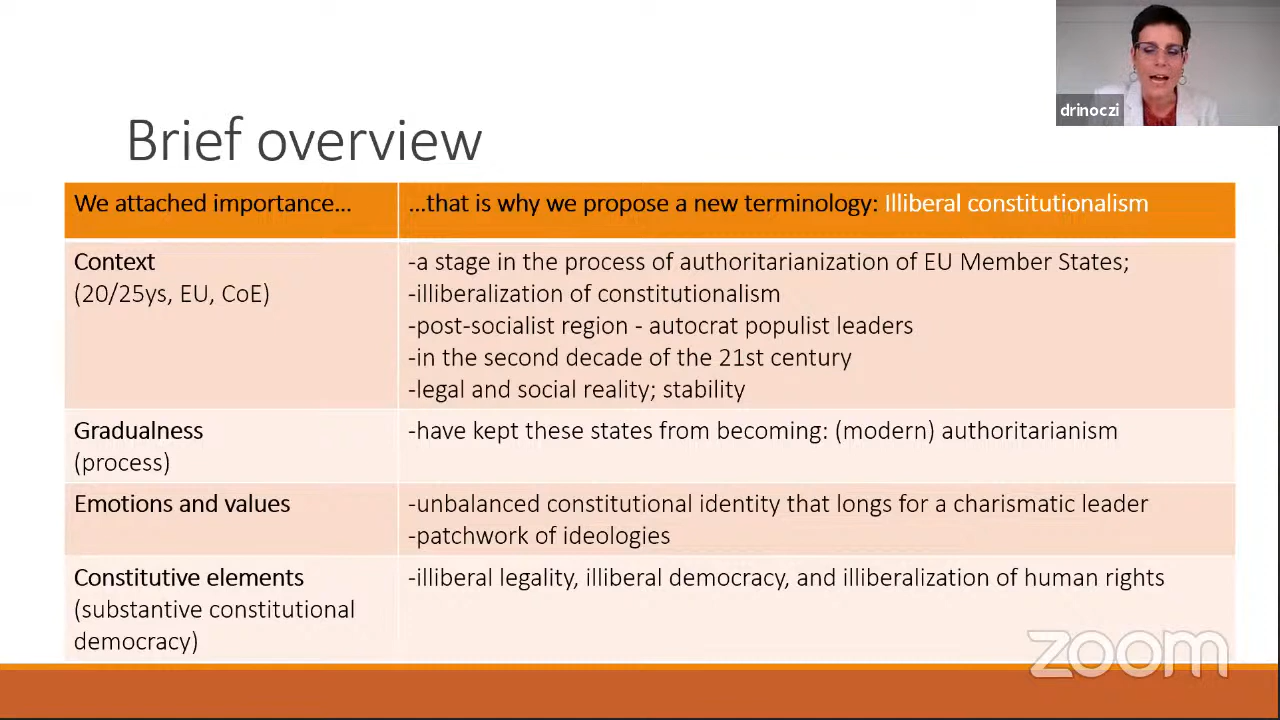 drinoczi
Brief overview
We attached importance...
...that is why we propose a new terminology: Illiberal constitutionalism
Context
(20/25ys, EU, CoE)
-a stage in the process of authoritarianization of EU Member States;
-illiberalization of constitutionalism
-post-socialist region - autocrat populist leaders
-in the second decade of the 21st century
-legal and social reality; stability
Gradualness
(process)
-have kept these states from becoming: (modern) authoritarianism
Emotions and values
-unbalanced constitutional identity that longs for a charismatic leader
-patchwork of ideologies
Constitutive elements
(substantive constitutional
democracy)
-illiberal legality, illiberal democracy, and illiberalization of human rights
zoom